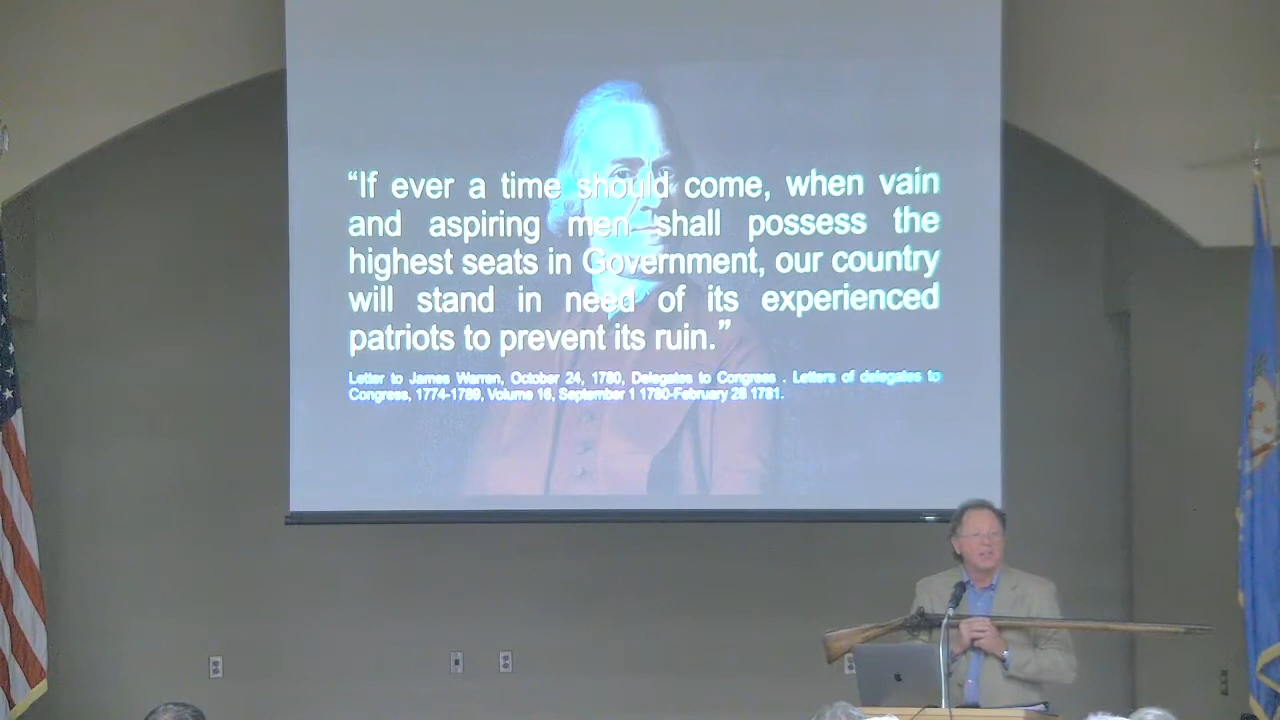 “If ever a time should come, when vain
and aspiring men shall possess the
highest seats in Government, our country
will stand in need of its experienced
patriots to prevent its ruin.”
Letter to James Warren, October 24, 1780, Delegates to Congress . Letters of delegates to
Congress, 1774-1789, Volume 16, September 1 1780-February 28 1781.